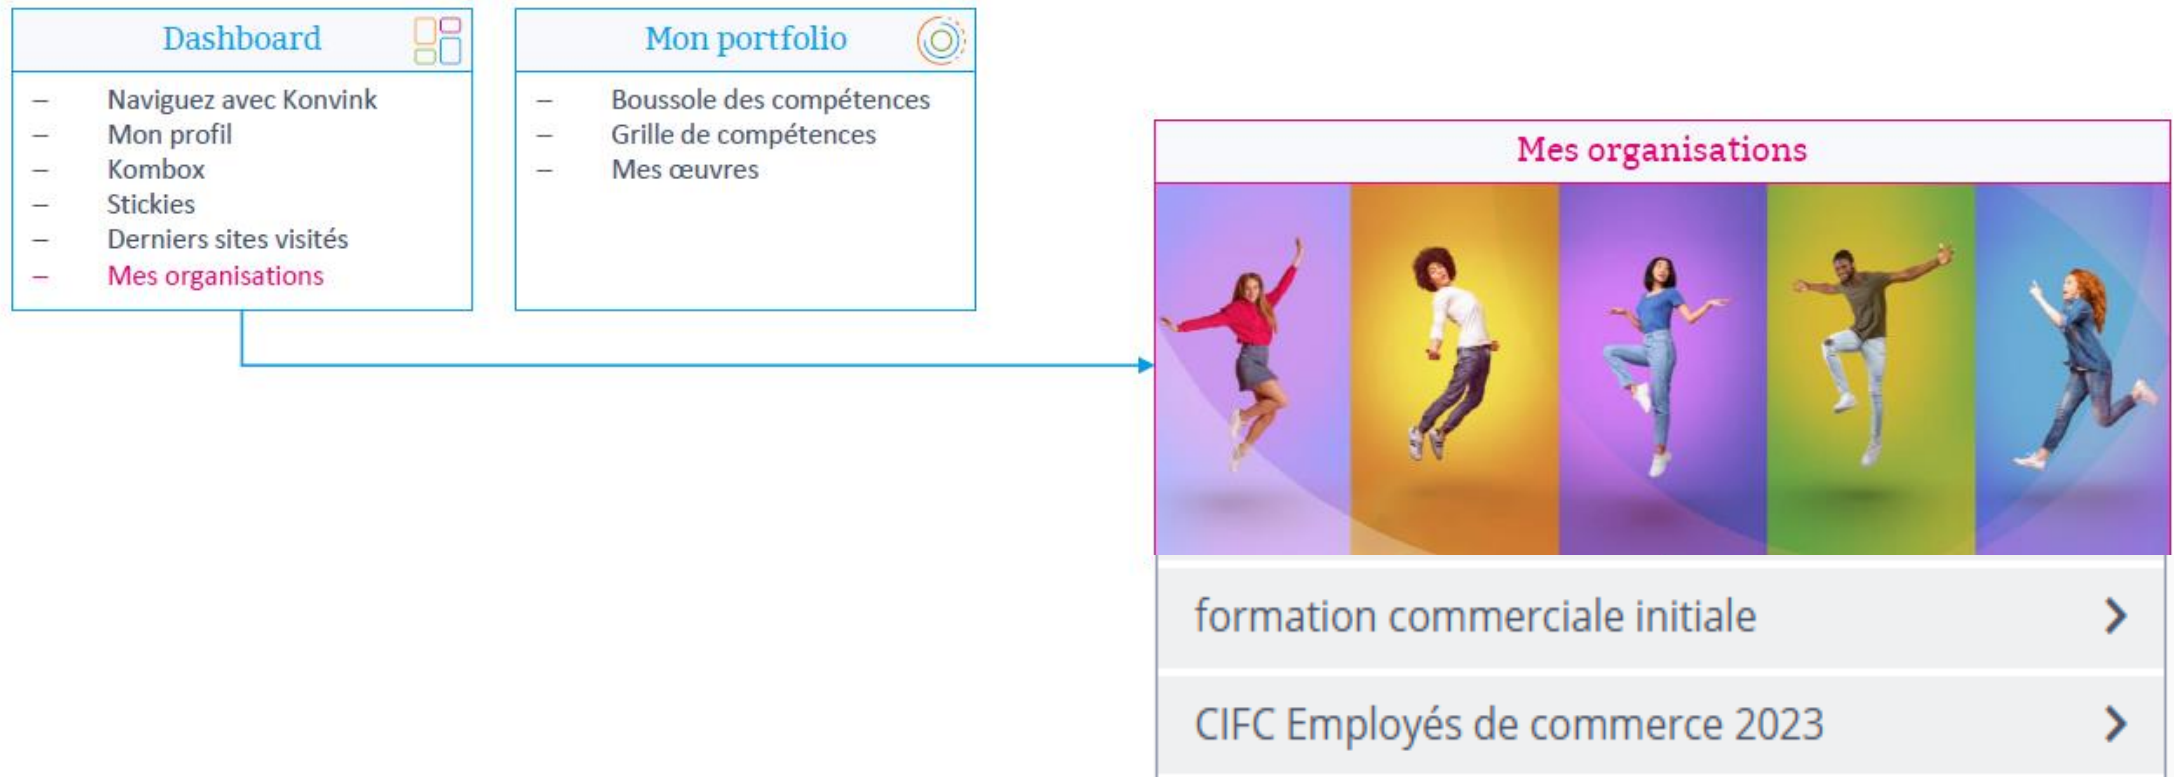 Dashboard
– Naviguez avec Konvink
– Mon profil
– Kombox
– Stickies
– Derniers sites visités
– Mes organisations
Mon portfolio
– Boussole des compétences
– Grille de compétences
– Mes œuvres
Mes organisations
formation commerciale initiale
CIFC Employés de commerce 2023